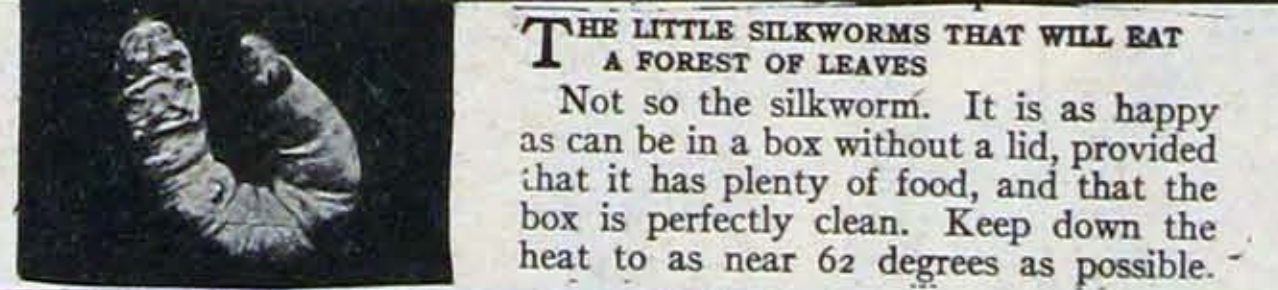 THE LITTLE SILKWORMS THAT WILL EAT
A FOREST OF LEAVES
Not so the silkworm. It is as happy
as can be in a box without a lid, provided
that it has plenty of food, and that the
box is perfectly clean. Keep down the
heat to as near 62 degrees as possible.